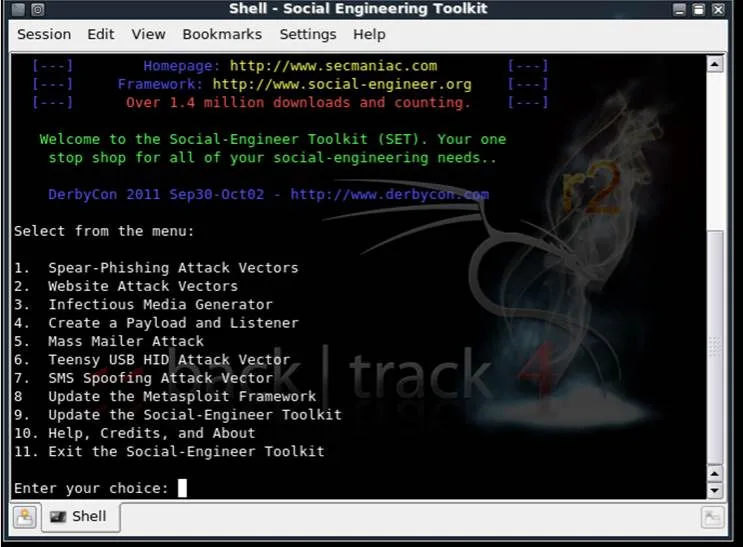 Shell - Social Engineering Toolkit
Session Edit View Bookmarks Settings Help
[---] Homepage: http://www.secmaniac.com [---]
[---] Framework: http://www.social-engineer.org [---]
[---] Over 1.4 million downloads and counting. [---]
Welcome to the Social-Engineer Toolkit (SET). Your one
stop shop for all of your social-engineering needs..
DerbyCon 2011 Sep30-Oct02 - http://www.derbycon.com
r2
Select from the menu:
1. Spear-Phishing Attack Vectors
2. Website Attack Vectors
3. Infectious Media Generator
4. Create a Payload and Listener
5. Mass Mailer Attack
6. Teensy USB HID Attack Vector
7. SMS Spoofing Attack Vector
8 Update the Metasploit Framework
9. Update the Social-Engineer Toolkit
10. Help, Credits, and About
11. Exit the Social-Engineer Toolkit
<< back | track 4
Enter your choice:
Shell